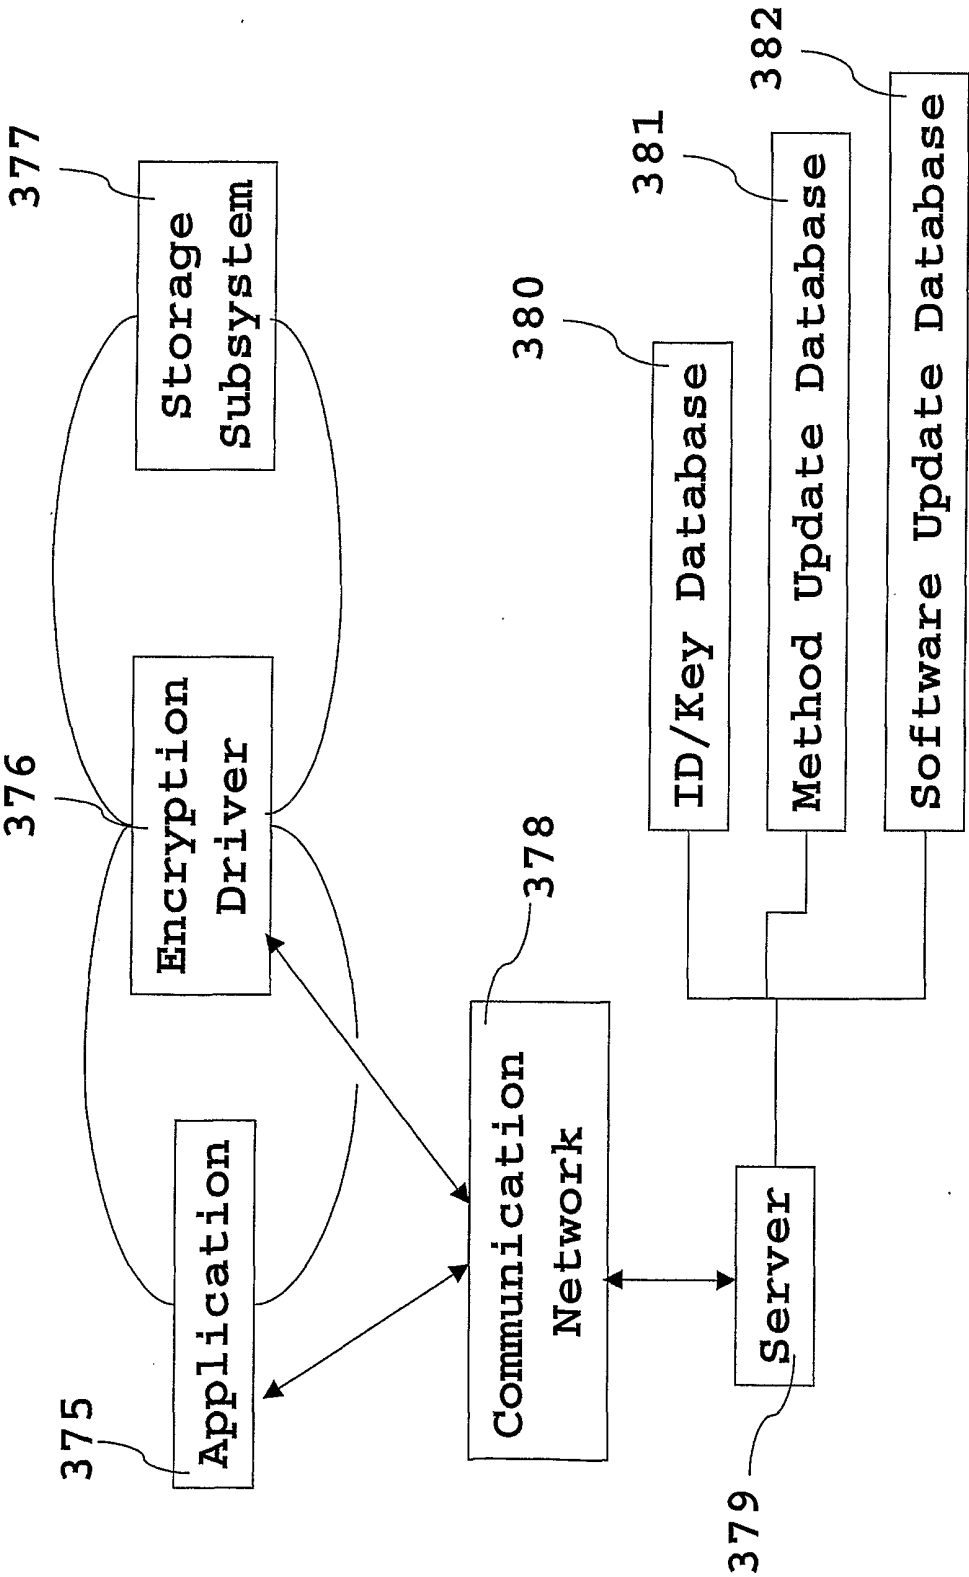 375
Application
376
Encryption
Driver
377
Storage
Subsystem
378
Communication
Network
379
Server
380
ID/Key Database
381
Method Update Database
382
Software Update Database